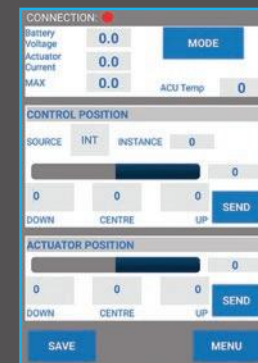 CONNECTION:
Battery Voltage 0.0
MODE
Actuator Current 0.0
MAX 0.0
ACU Temp 0
CONTROL POSITION
SOURCE INT INSTANCE 0
0
0 0 0
SEND
DOWN CENTRE UP
ACTUATOR POSITION
0
0 0 0
SEND
DOWN CENTRE UP
SAVE MENU